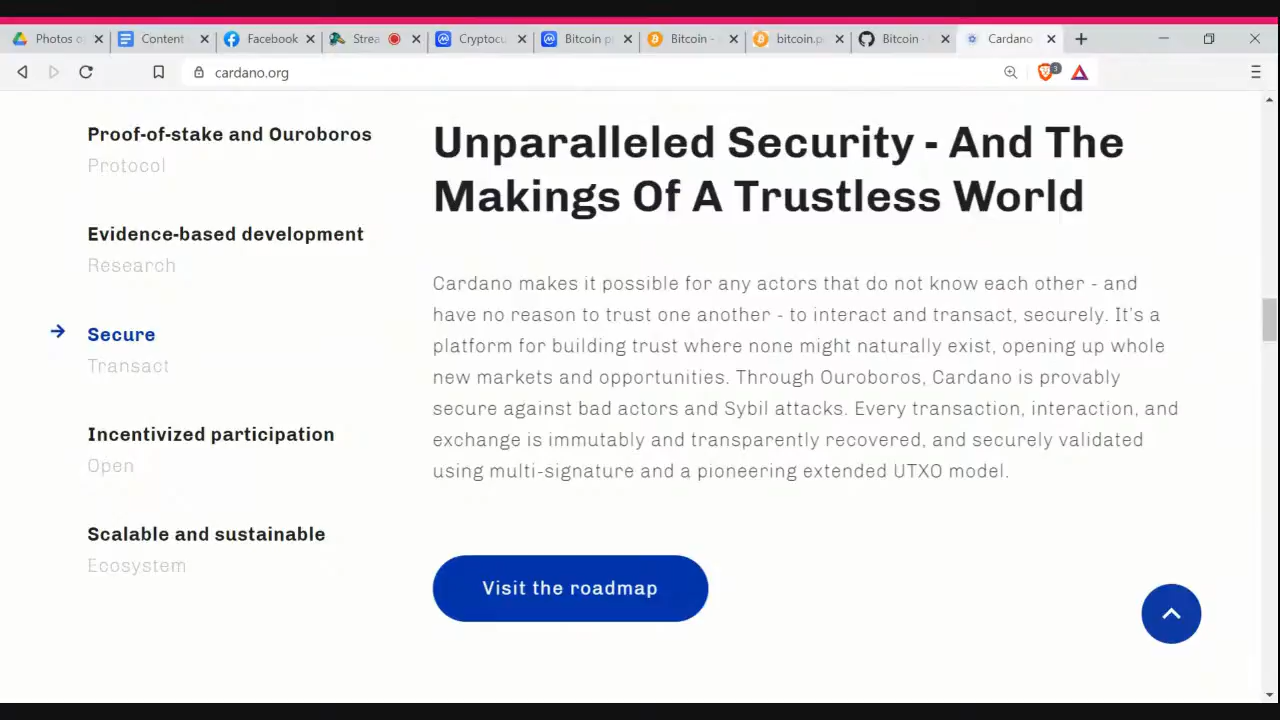 Photos o
Content
Facebook
Strea
Cryptocu
Bitcoin p
Bitcoin -
bitcoin.p
Bitcoin
Cardano
cardano.org
3
Proof-of-stake and Ouroboros
Protocol
Evidence-based development
Research
Secure
Transact
Incentivized participation
Open
Scalable and sustainable
Ecosystem
Unparalleled Security - And The
Makings Of A Trustless World
Cardano makes it possible for any actors that do not know each other - and
have no reason to trust one another - to interact and transact, securely. It's a
platform for building trust where none might naturally exist, opening up whole
new markets and opportunities. Through Ouroboros, Cardano is provably
secure against bad actors and Sybil attacks. Every transaction, interaction, and
exchange is immutably and transparently recovered, and securely validated
using multi-signature and a pioneering extended UTXO model.
Visit the roadmap